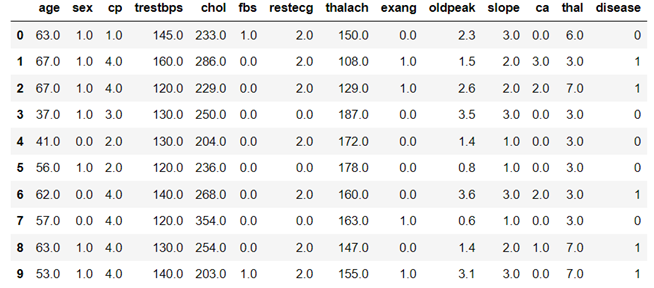 age sex cp trestbps chol fbs restecg thalach exang oldpeak slope ca thal disease
0 63.0 1.0 1.0 145.0 233.0 1.0 2.0 150.0 0.0 2.3 3.0 0.0 6.0 0
1 67.0 1.0 4.0 160.0 286.0 0.0 2.0 108.0 1.0 1.5 2.0 3.0 3.0 1
2 67.0 1.0 4.0 120.0 229.0 0.0 2.0 129.0 1.0 2.6 2.0 2.0 7.0 1
3 37.0 1.0 3.0 130.0 250.0 0.0 0.0 187.0 0.0 3.5 3.0 0.0 3.0 0
4 41.0 0.0 2.0 130.0 204.0 0.0 2.0 172.0 0.0 1.4 1.0 0.0 3.0 0
5 56.0 1.0 2.0 120.0 236.0 0.0 0.0 178.0 0.0 0.8 1.0 0.0 3.0 0
6 62.0 0.0 4.0 140.0 268.0 0.0 2.0 160.0 0.0 3.6 3.0 2.0 3.0 1
7 57.0 0.0 4.0 120.0 354.0 0.0 0.0 163.0 1.0 0.6 1.0 0.0 3.0 0
8 63.0 1.0 4.0 130.0 254.0 0.0 2.0 147.0 0.0 1.4 2.0 1.0 7.0 1
9 53.0 1.0 4.0 140.0 203.0 1.0 2.0 155.0 1.0 3.1 3.0 0.0 7.0 1